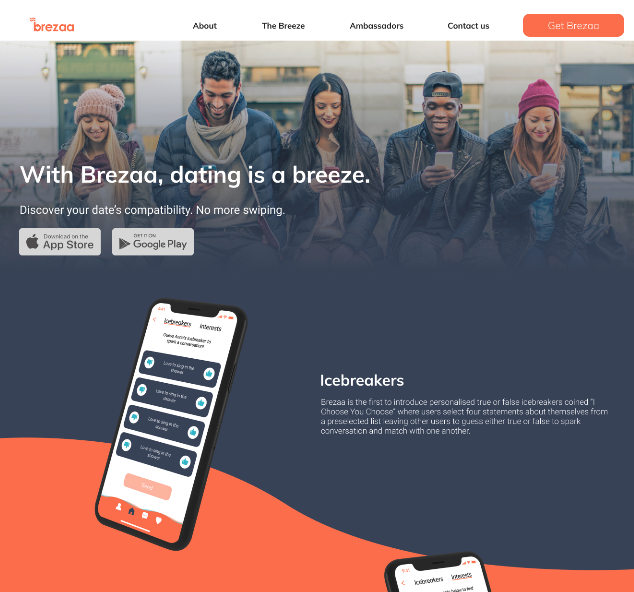 brezaa
About
The Breeze
Ambassadors
Contact us
Get Brezaa
With Brezaa, dating is a breeze.
Discover your date's compatibility. No more swiping.
Download on the
App Store
GET IT ON
Google Play
Icebreakers
Interests
spark a conversation!
Love to sing in the
shower
Love to sing in the
shower
Love to sing in the
shower
Love to sing in the
shower
Send
Icebreakers
Brezaa is the first to introduce personalised true or false icebreakers coined "I
Choose You Choose" where users select four statements about themselves from
a preselected list leaving other users to guess either true or false to spark
conversation and match with one another.
Icebreakers
Interests